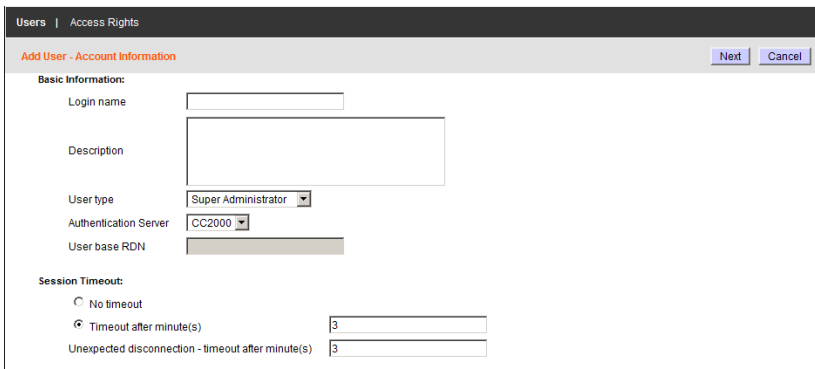 Users | Access Rights
Add User - Account Information Next Cancel
Basic Information:
Login name
Description
User type Super Administrator
Authentication Server CC2000
User base RDN
Session Timeout:
No timeout
Timeout after minute(s) 3
Unexpected disconnection - timeout after minute(s) 3